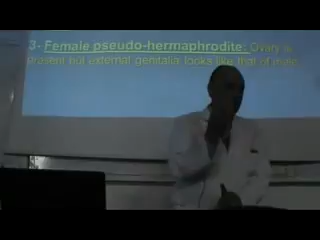 3- Female pseudo-hermaphrodite: Ovary is
present but external genitalia looks like that of male.